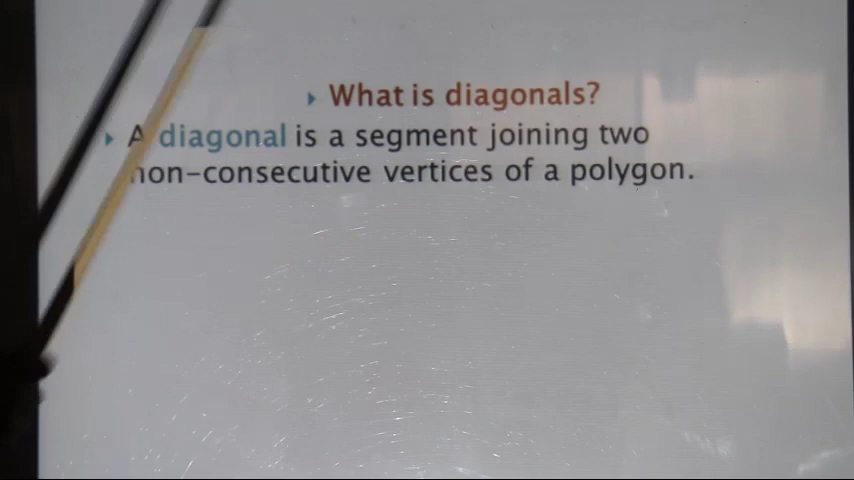 What is diagonals?
A diagonal is a segment joining two
non-consecutive vertices of a polygon.